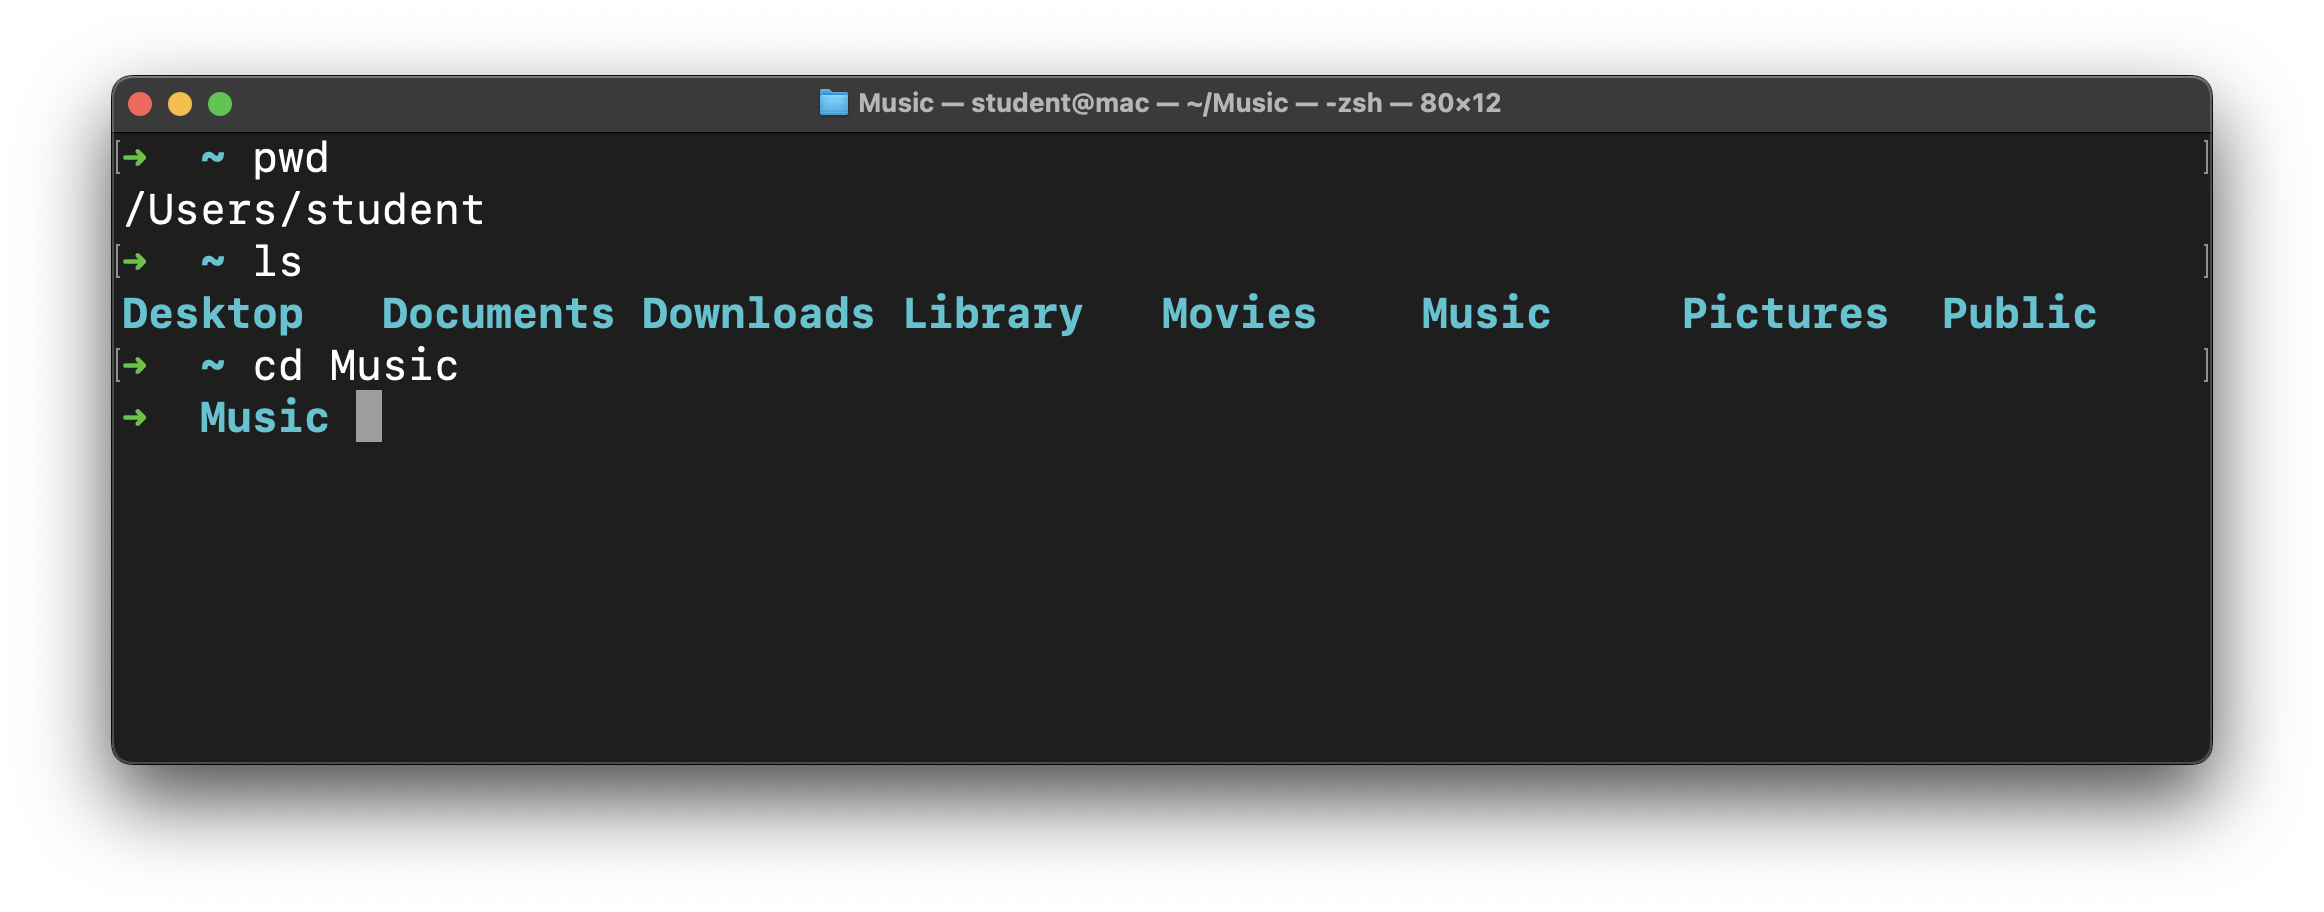 Music — student@mac — ~/Music — -zsh — 80×12
[➜  ~ pwd ]
/Users/student
[➜  ~ ls ]
Desktop   Documents Downloads Library   Movies    Music     Pictures  Public
[➜  ~ cd Music ]
➜  Music